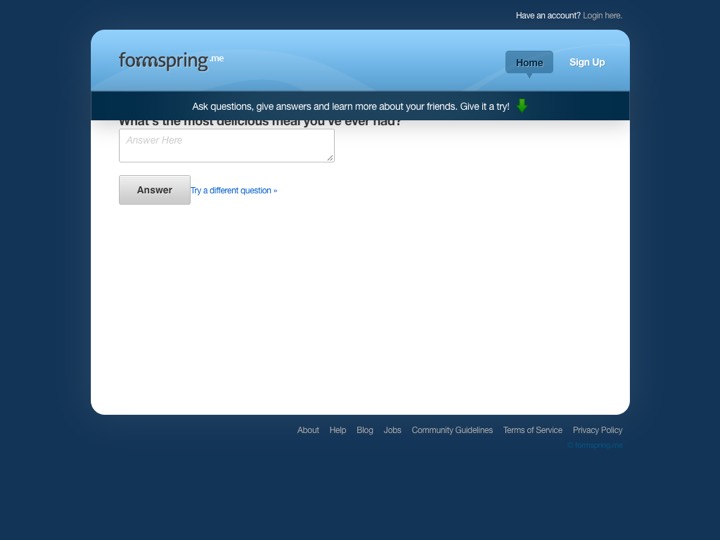 Have an account? Login here.
formspring.me
Home
Sign Up
Ask questions, give answers and learn more about your friends. Give it a try!
What's the most delicious meal you've ever had?
Answer Here
Answer
Try a different question »
About Help Blog Jobs Community Guidelines Terms of Service Privacy Policy
© formspring.me